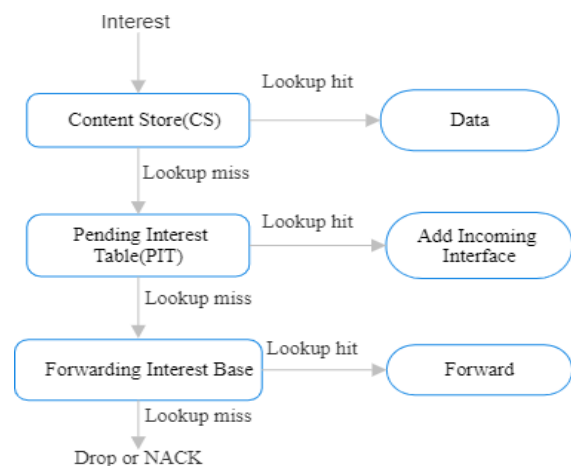 Interest
Lookup hit
Content Store(CS)
Data
Lookup miss
Pending Interest
Table(PIT)
Lookup hit
Add Incoming
Interface
Lookup miss
Forwarding Interest Base
Lookup hit
Forward
Lookup miss
Drop or NACK